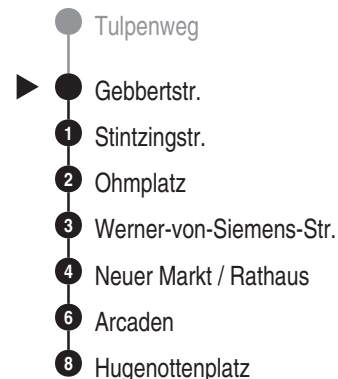 Tulpenweg
Gebbertstr.
1 Stintzingstr.
2 Ohmplatz
3 Werner-von-Siemens-Str.
4 Neuer Markt / Rathaus
6 Arcaden
8 Hugenottenplatz